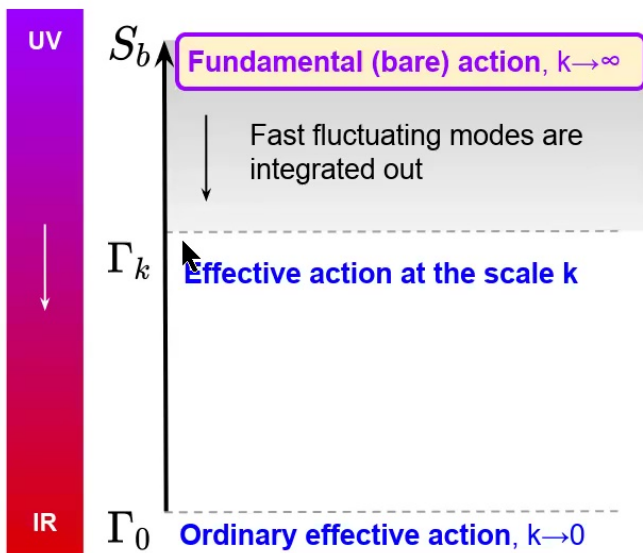 UV
S_b
Fundamental (bare) action, k→∞
Fast fluctuating modes are
integrated out
Γ_k
Effective action at the scale k
IR
Γ_0
Ordinary effective action, k→0